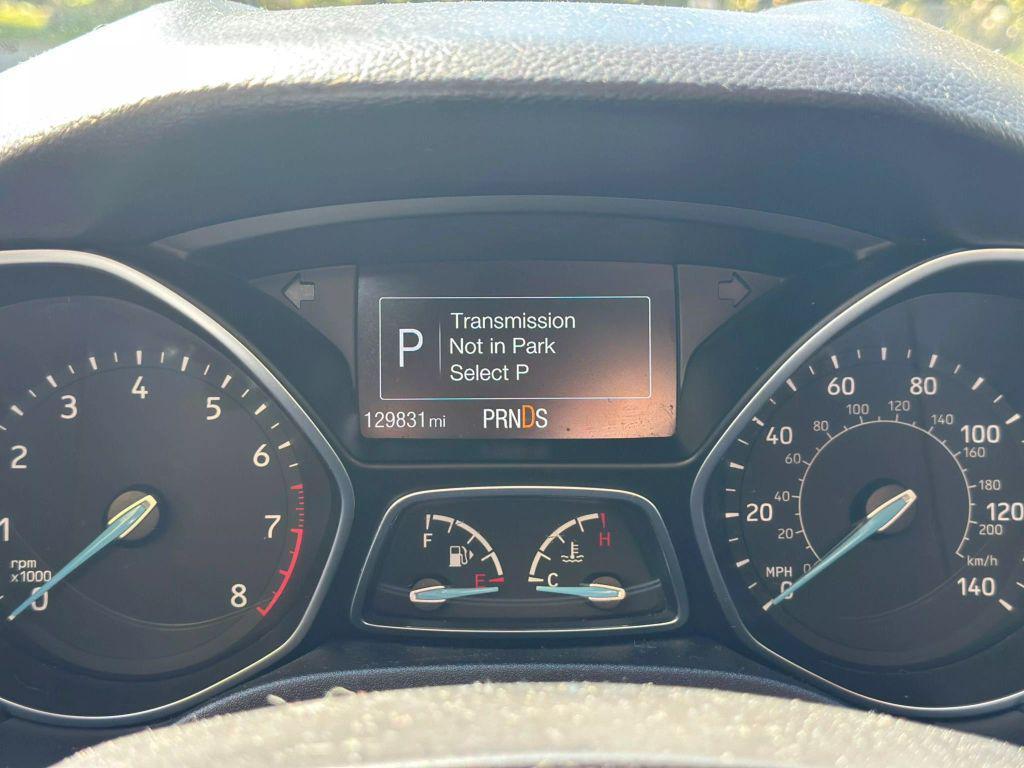 Transmission
P Not in Park
Select P
129831 mi PRNDS
1 2 3 4 5 6 7 8 0
rpm
x1000
F E
C H
0 20 40 60 80 100 120 140
MPH
0 20 40 60 80 100 120 140 160 180 200
km/h